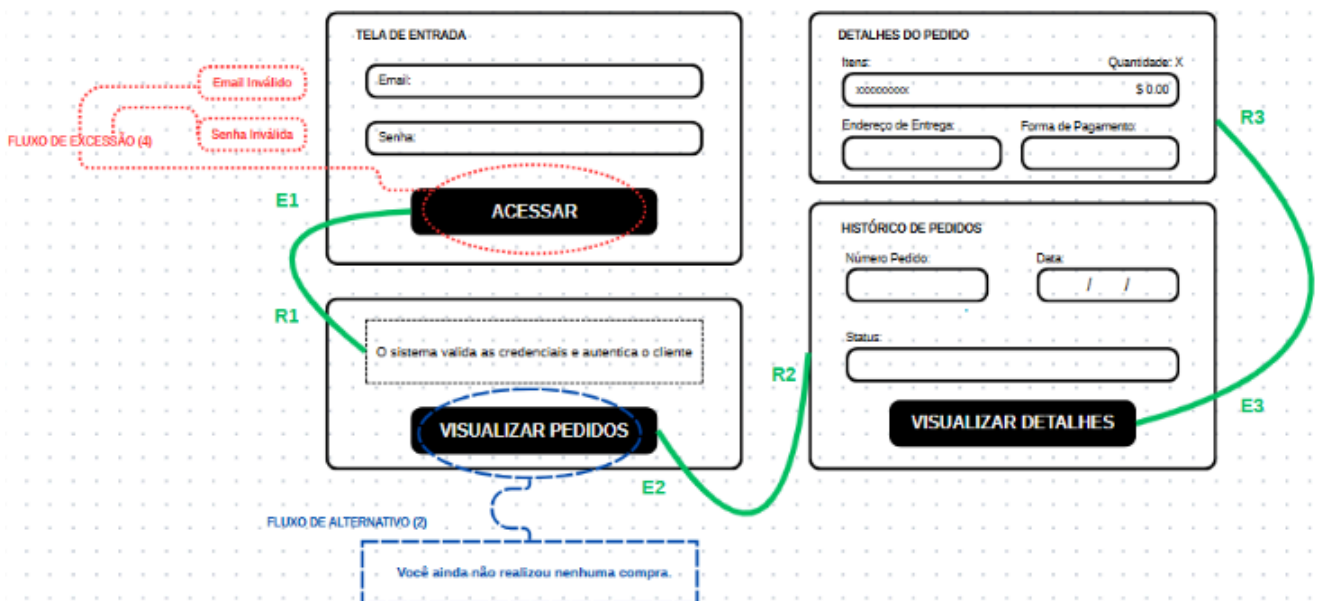 TELA DE ENTRADA
Email:
Senha:
ACESSAR
Email Inválido
Senha Inválida
FLUXO DE EXCESSÃO (4)
E1
R1
O sistema valida as credenciais e autentica o cliente
VISUALIZAR PEDIDOS
E2
FLUXO DE ALTERNATIVO (2)
Você ainda não realizou nenhuma compra.
DETALHES DO PEDIDO
Itens: Quantidade: X
xxxxxxxxx $ 0.00
Endereço de Entrega: Forma de Pagamento:
R3
HISTÓRICO DE PEDIDOS
Número Pedido: Data:
/ /
Status:
R2
VISUALIZAR DETALHES
E3